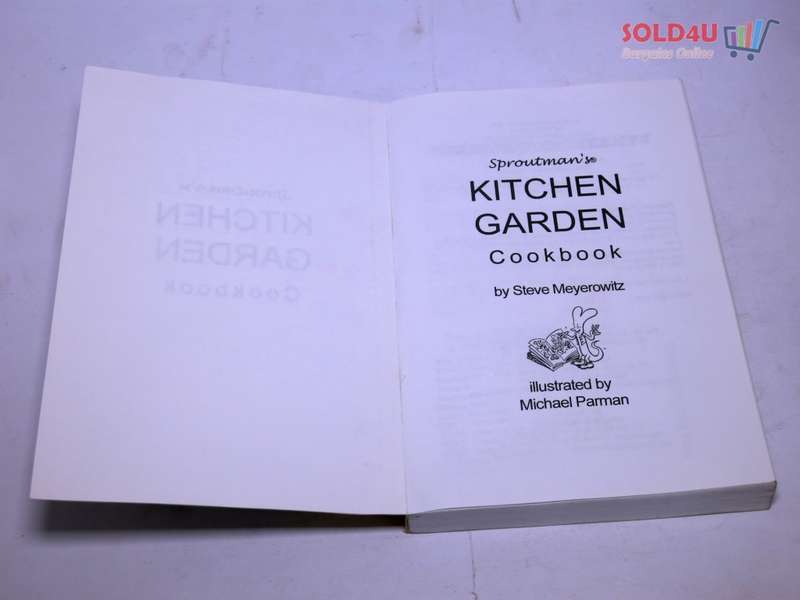 SOLD4U
Bargains Online
Sproutman's®
KITCHEN
GARDEN
Cookbook
by Steve Meyerowitz
illustrated by
Michael Parman